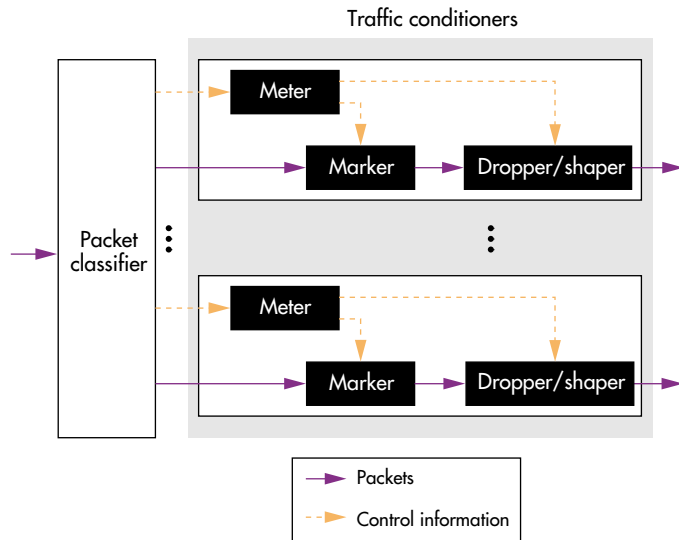 Traffic conditioners
Meter
Marker
Dropper/shaper
Packet
classifier
Meter
Marker
Dropper/shaper
Packets
Control information